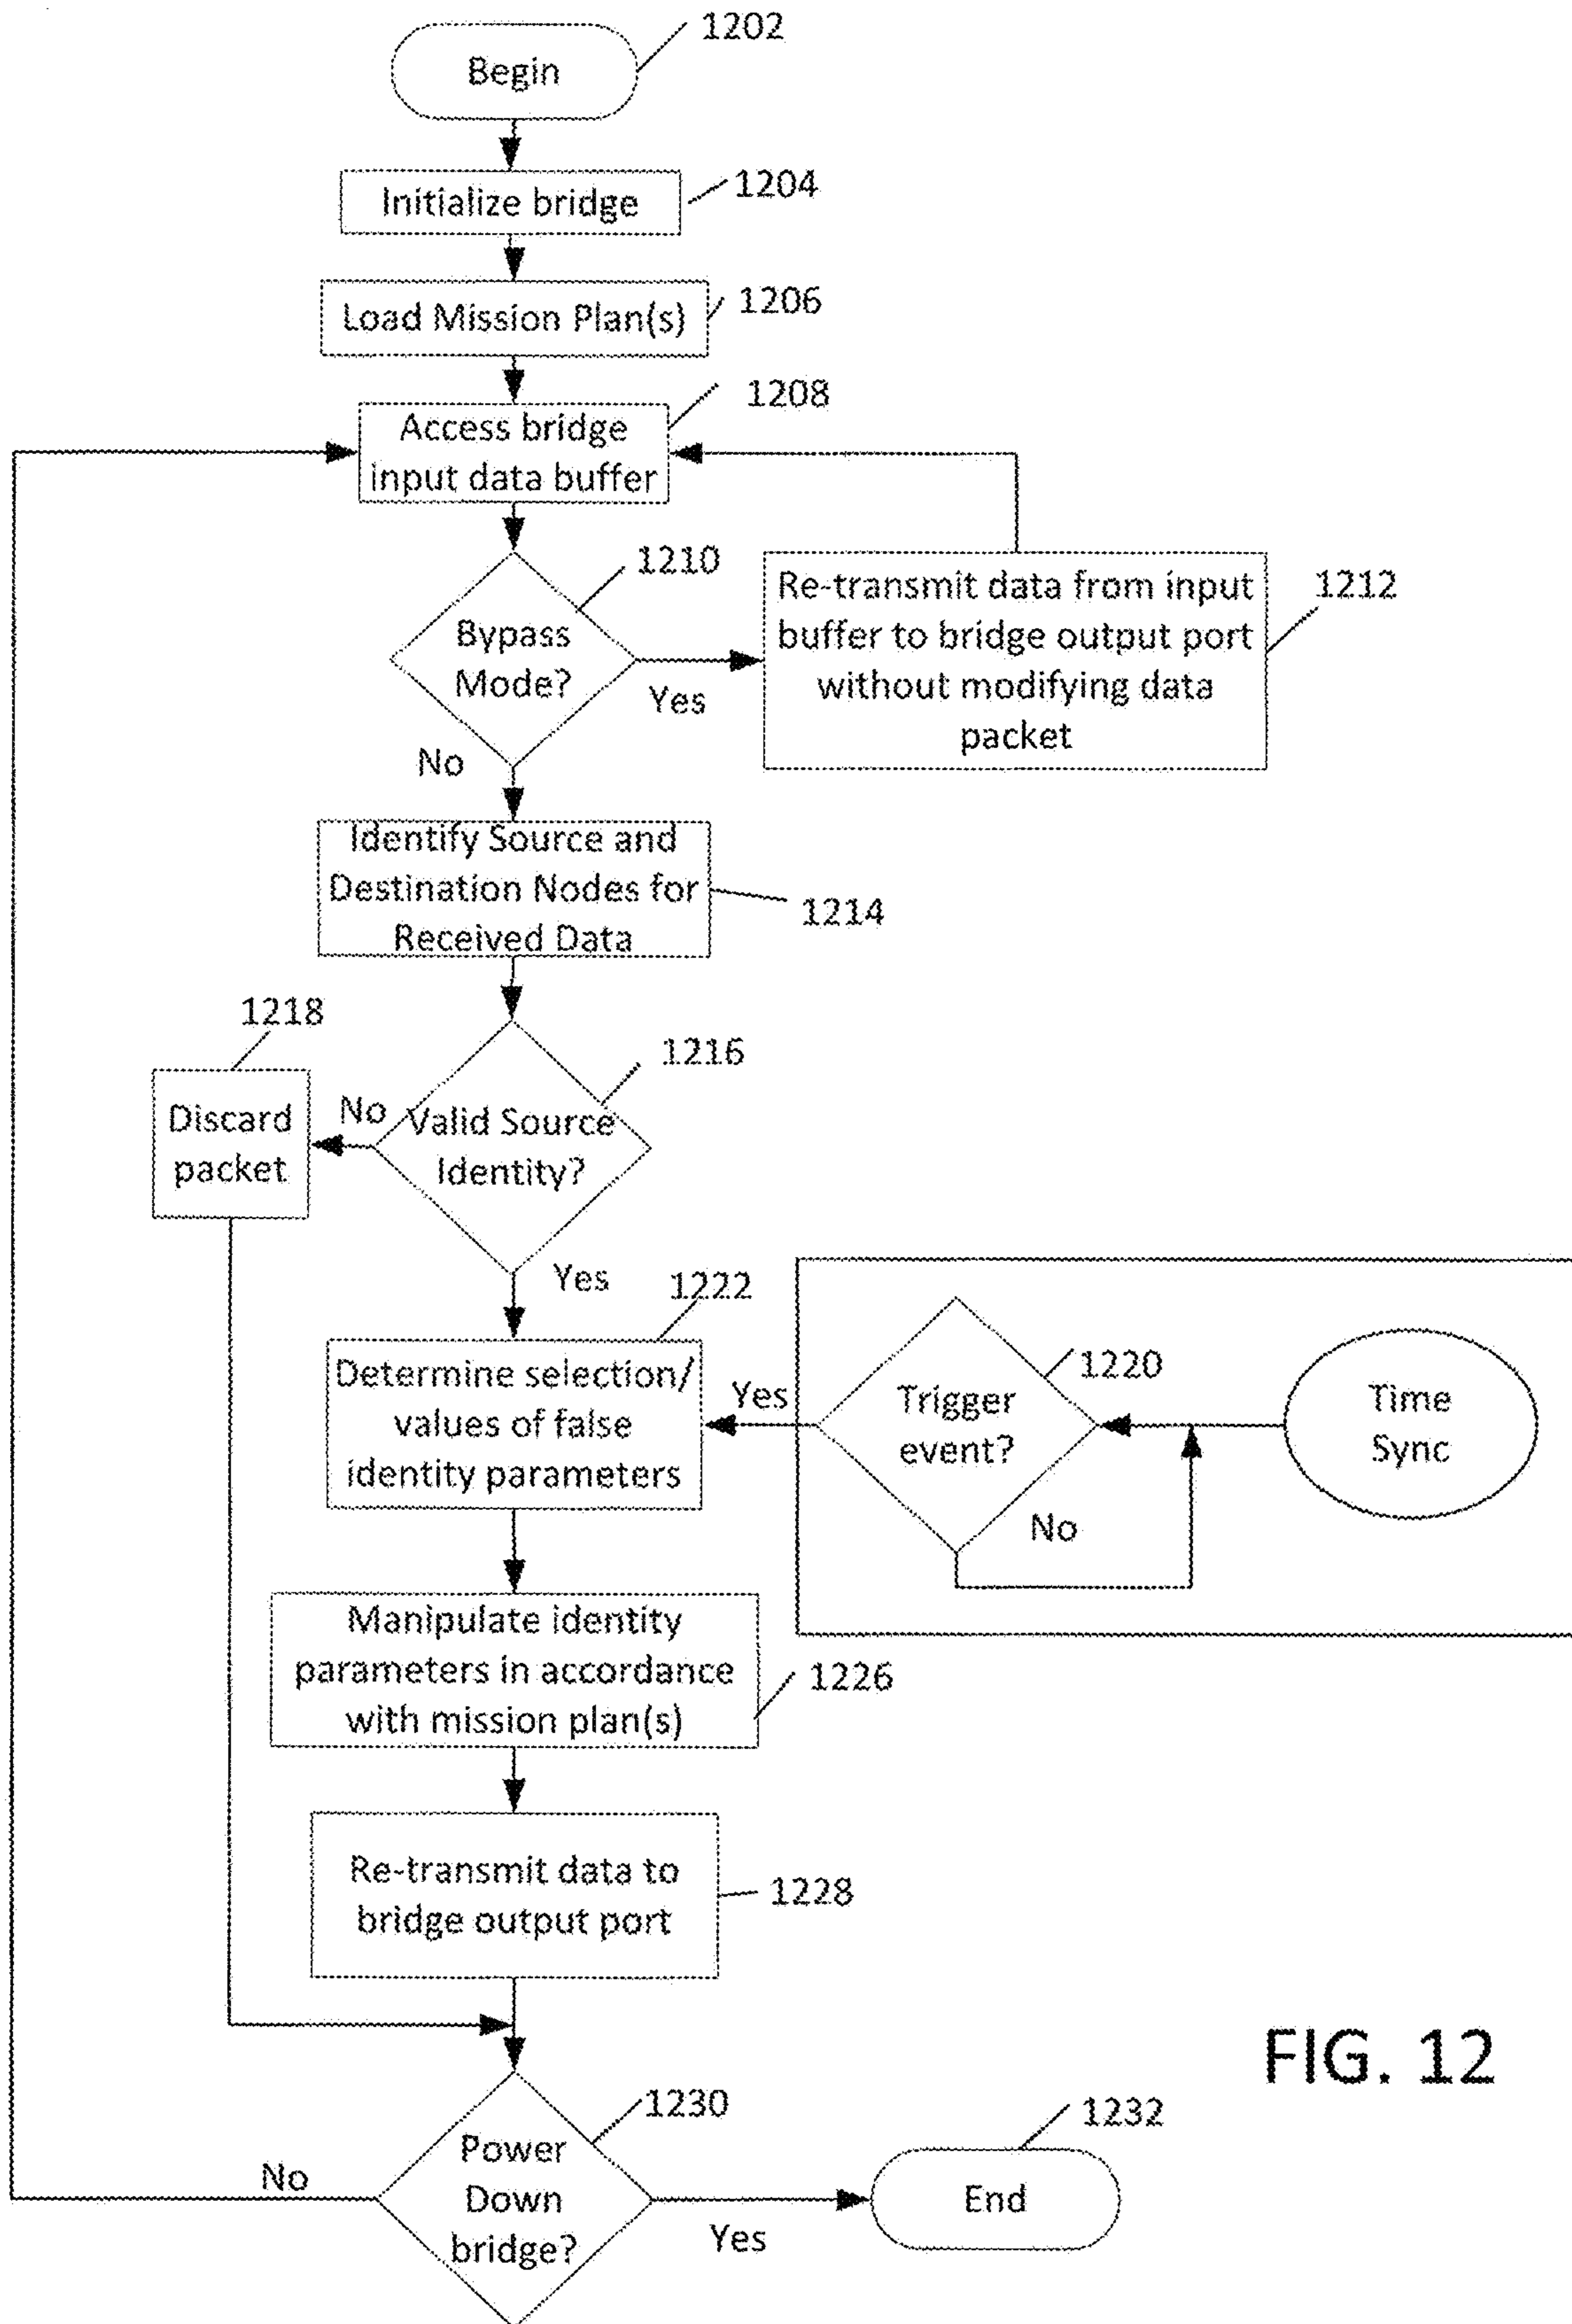 1202
Begin
1204
Initialize bridge
1206
Load Mission Plan(s)
1208
Access bridge
input data buffer
1210
Bypass
Mode?
Yes
No
Re-transmit data from input
buffer to bridge output port
without modifying data
packet
1212
Identify Source and
Destination Nodes for
Received Data
1214
1218
Discard
packet
No
1216
Valid Source
Identity?
Yes
1222
Determine selection/
values of false
identity parameters
Yes
1220
Trigger
event?
No
Time
Sync
Manipulate identity
parameters in accordance
with mission plan(s)
1226
Re-transmit data to
bridge output port
1228
FIG. 12
1230
Power
Down
bridge?
No
Yes
1232
End